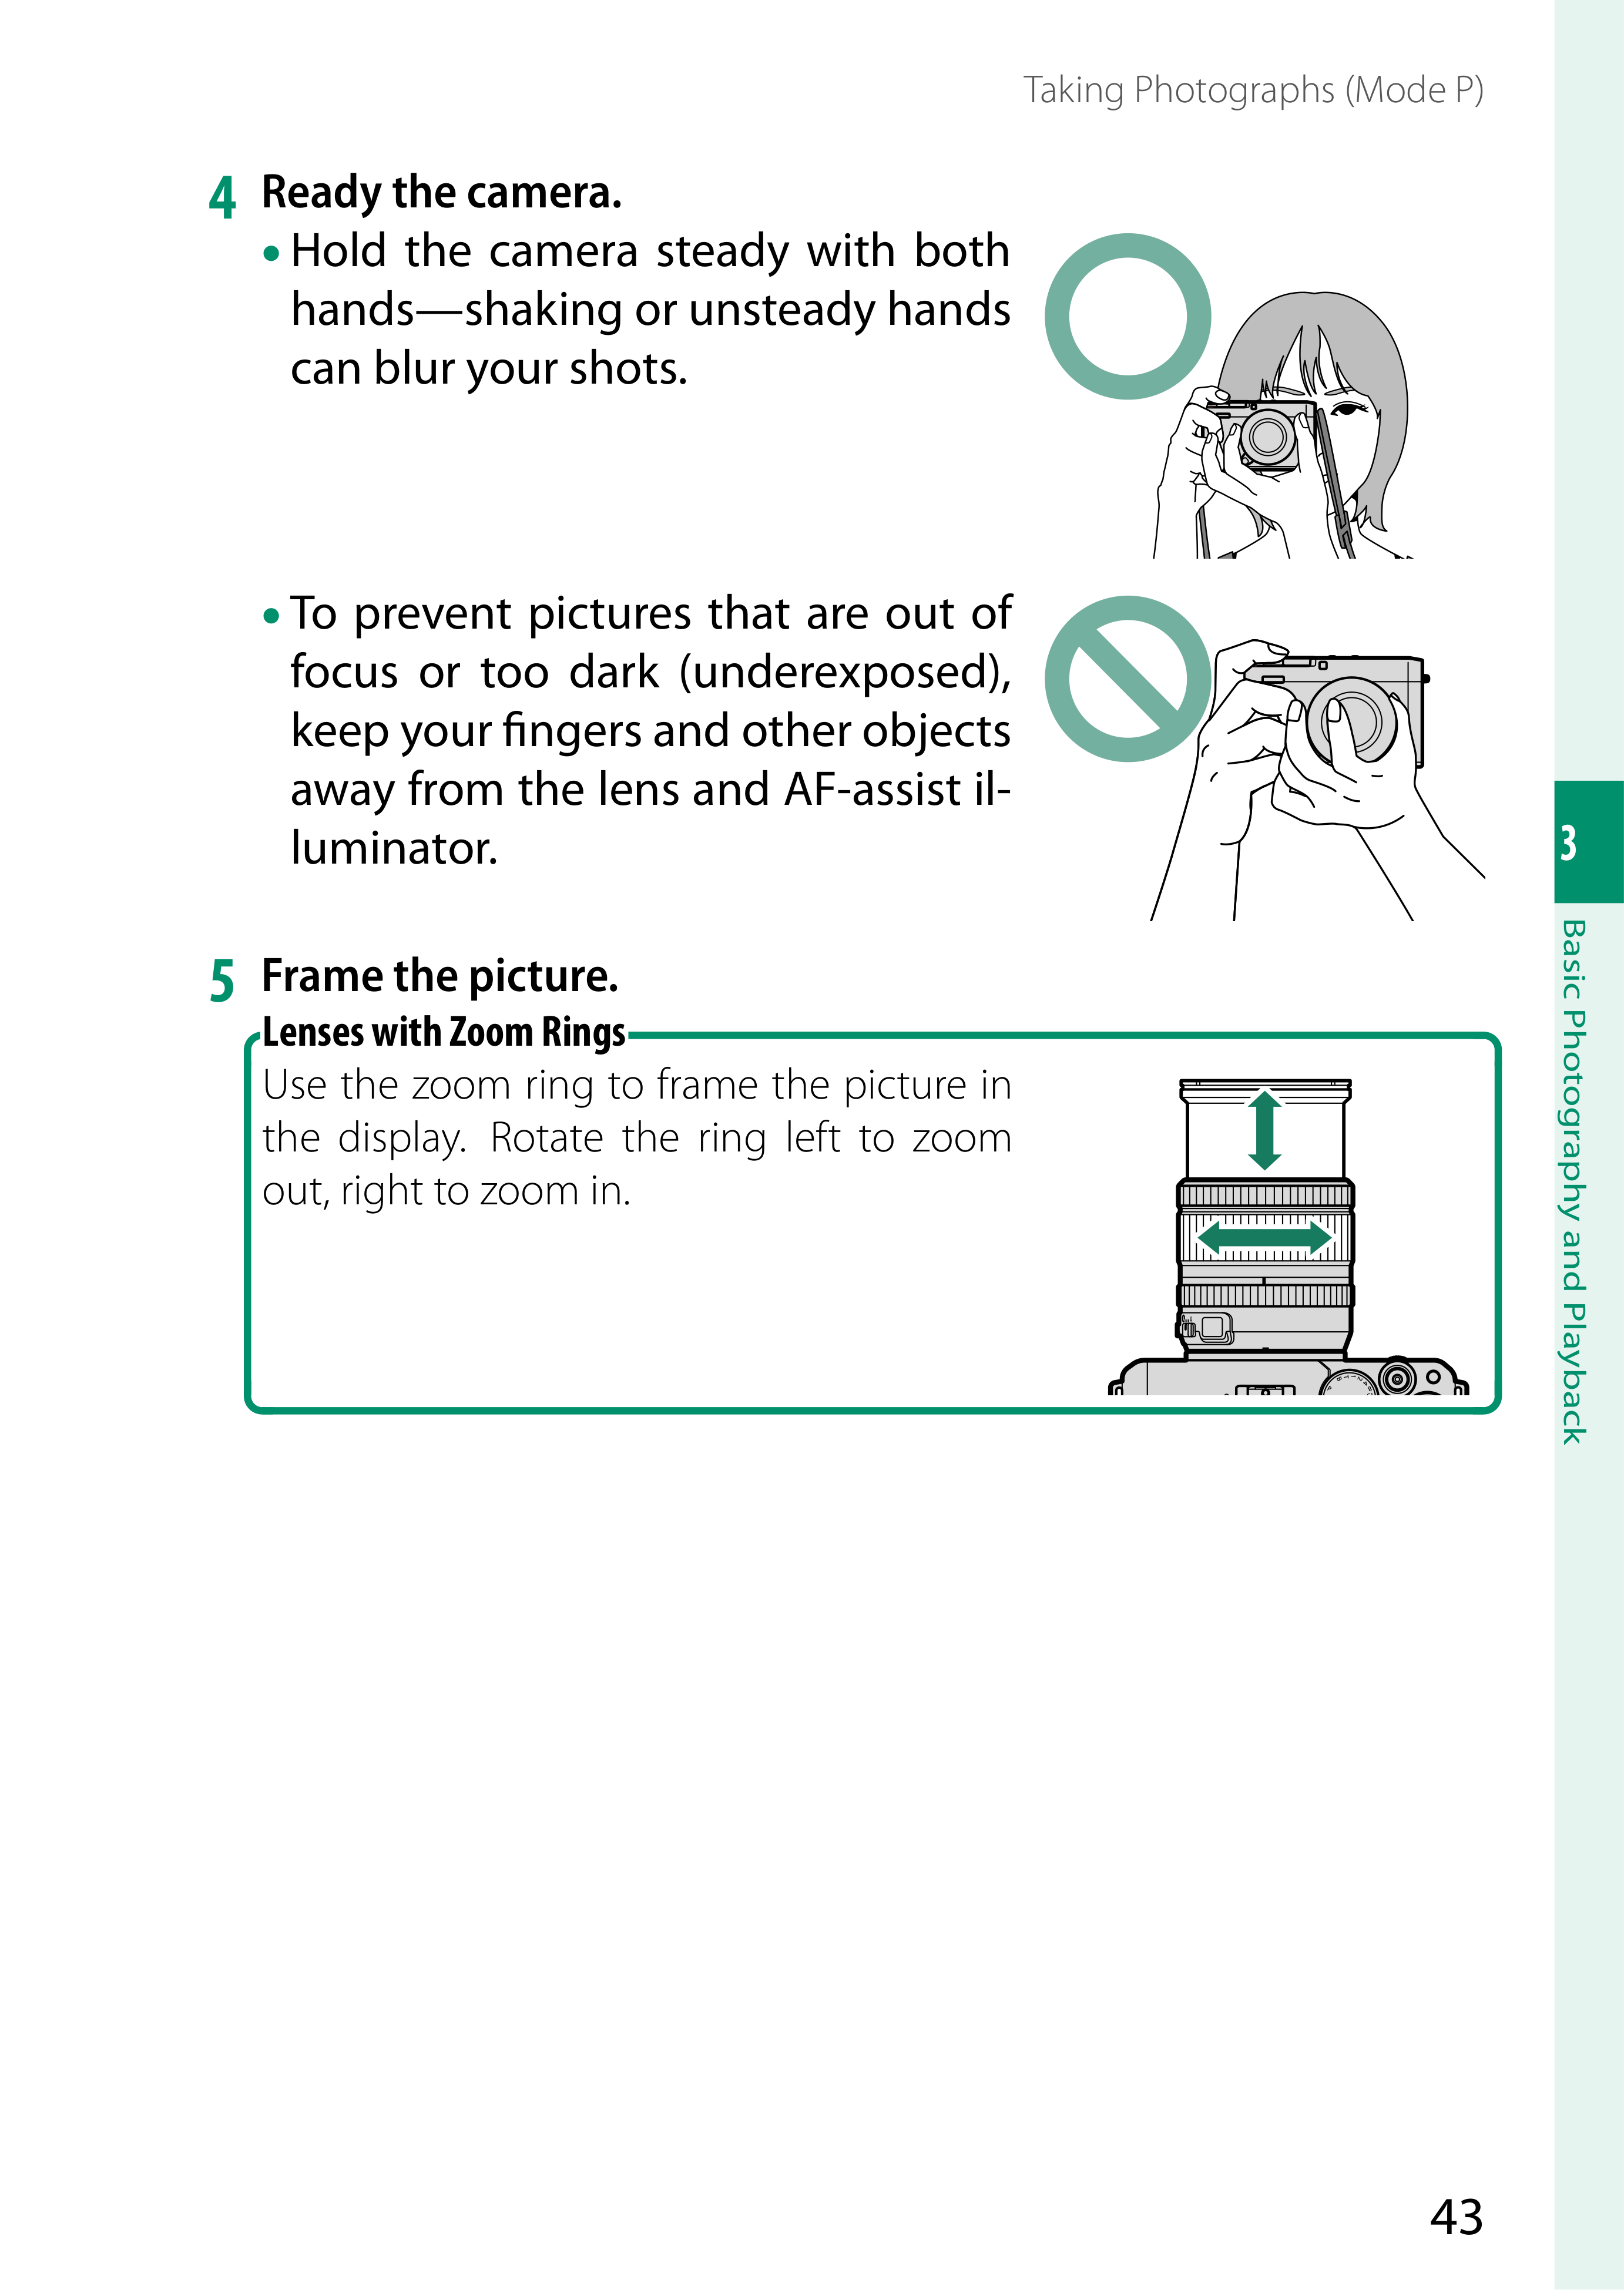 Taking Photographs (Mode P)
4 Ready the camera.
• Hold the camera steady with both
hands—shaking or unsteady hands
can blur your shots.
• To prevent pictures that are out of
focus or too dark (underexposed),
keep your fingers and other objects
away from the lens and AF-assist il-
luminator.
5 Frame the picture.
Lenses with Zoom Rings
Use the zoom ring to frame the picture in
the display. Rotate the ring left to zoom
out, right to zoom in.
3
Basic Photography and Playback
43